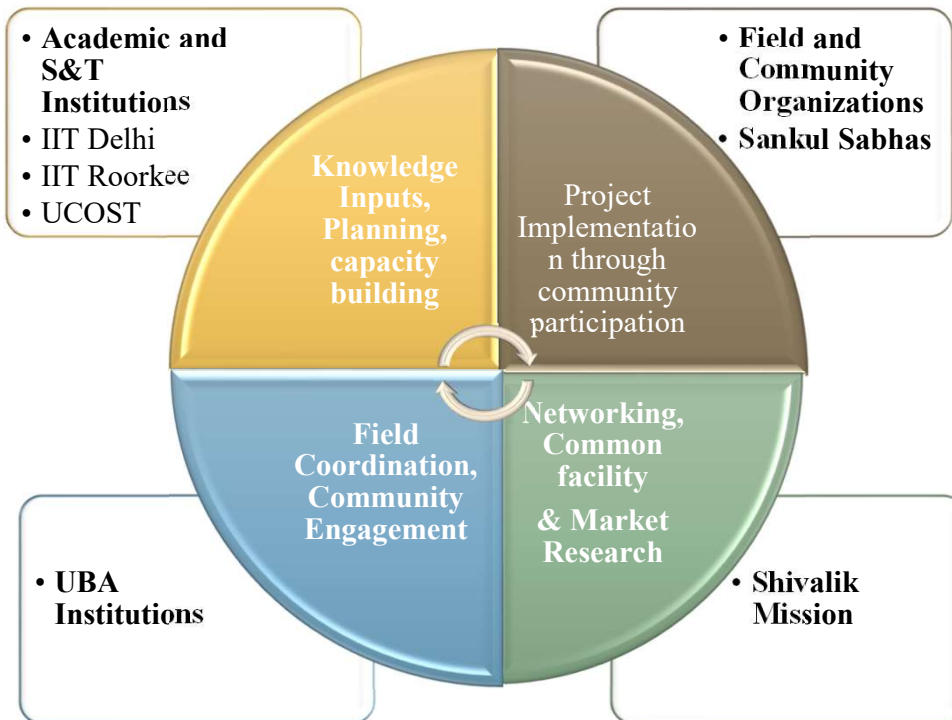 • Academic and
S&T
Institutions
• IIT Delhi
• IIT Roorkee
• UCOST
• Field and
Community
Organizations
• Sankul Sabhas
Knowledge
Inputs,
Planning,
capacity
building
Project
Implementatio
n through
community
participation
Field
Coordination,
Community
Engagement
Networking,
Common
facility
& Market
Research
• UBA
Institutions
• Shivalik
Mission